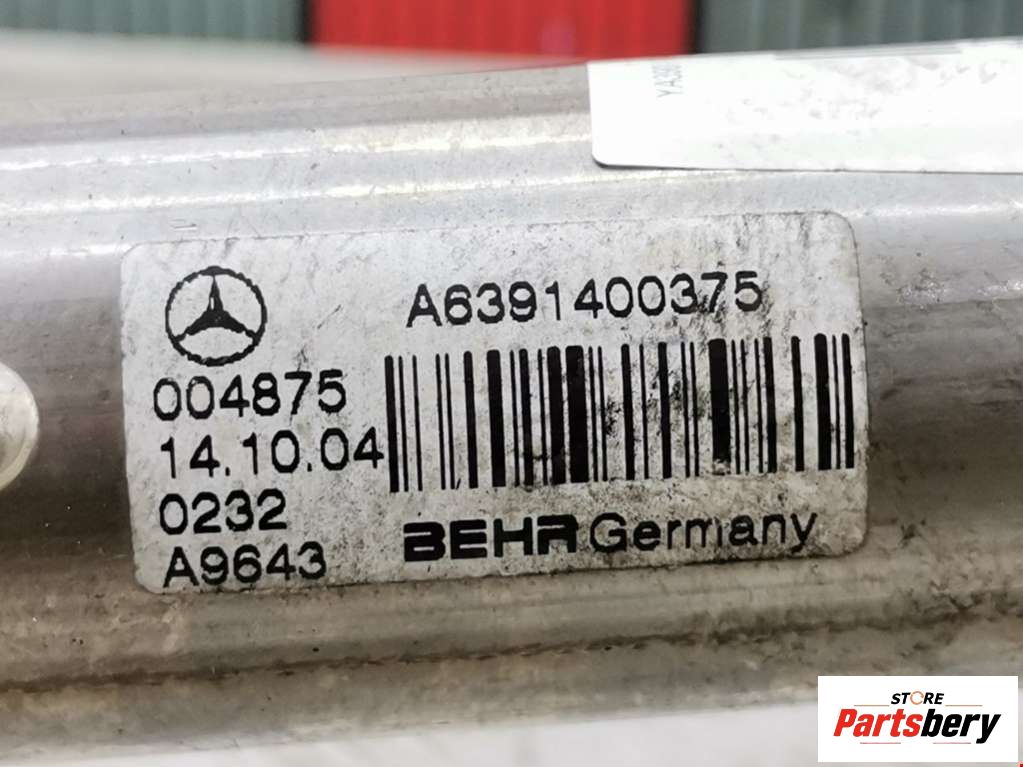 A6391400375
004875
14.10.04
0232
A9643
BEHR Germany
STORE
Partsbery